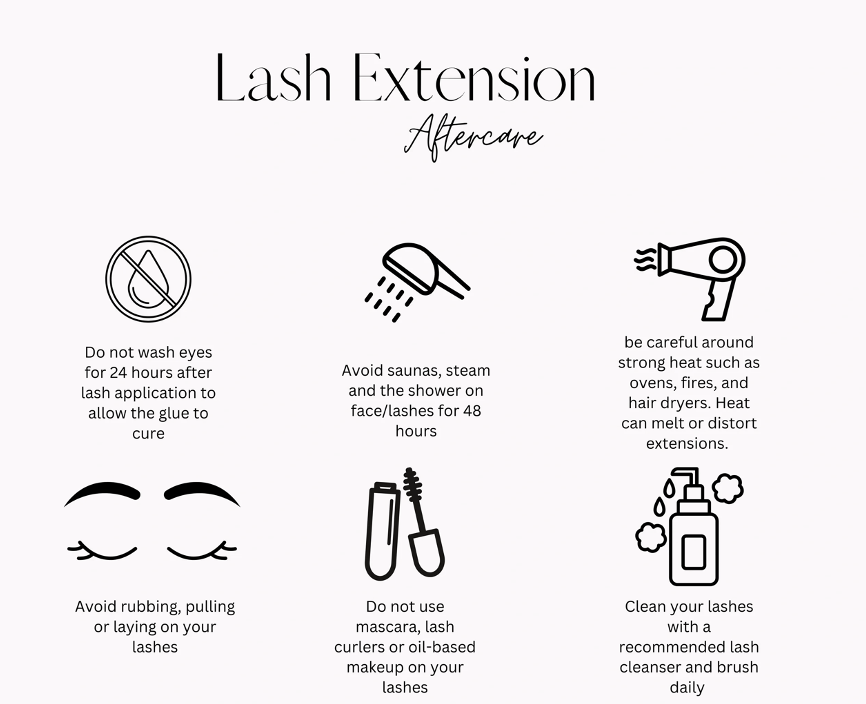 Lash Extension
Aftercare
Do not wash eyes
for 24 hours after
lash application to
allow the glue to
cure
Avoid saunas, steam
and the shower on
face/lashes for 48
hours
be careful around
strong heat such as
ovens, fires, and
hair dryers. Heat
can melt or distort
extensions.
Avoid rubbing, pulling
or laying on your
lashes
Do not use
mascara, lash
curlers or oil-based
makeup on your
lashes
Clean your lashes
with a
recommended lash
cleanser and brush
daily